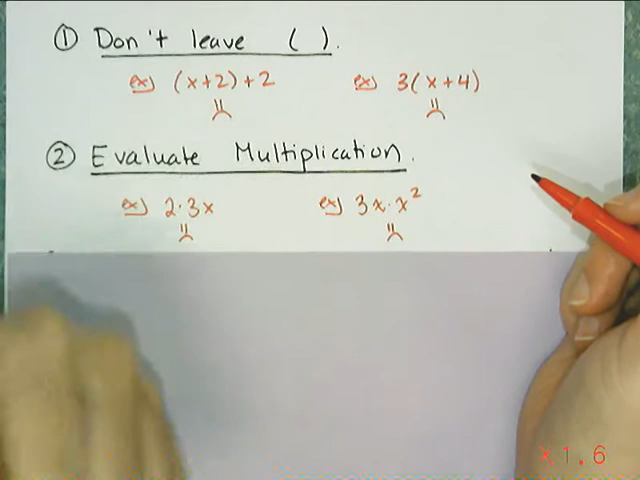 ① Don't leave ( ).
ex) (x+2)+2 ex) 3(x+4)
② Evaluate Multiplication.
ex) 2·3x ex) 3x·x²
x1.6